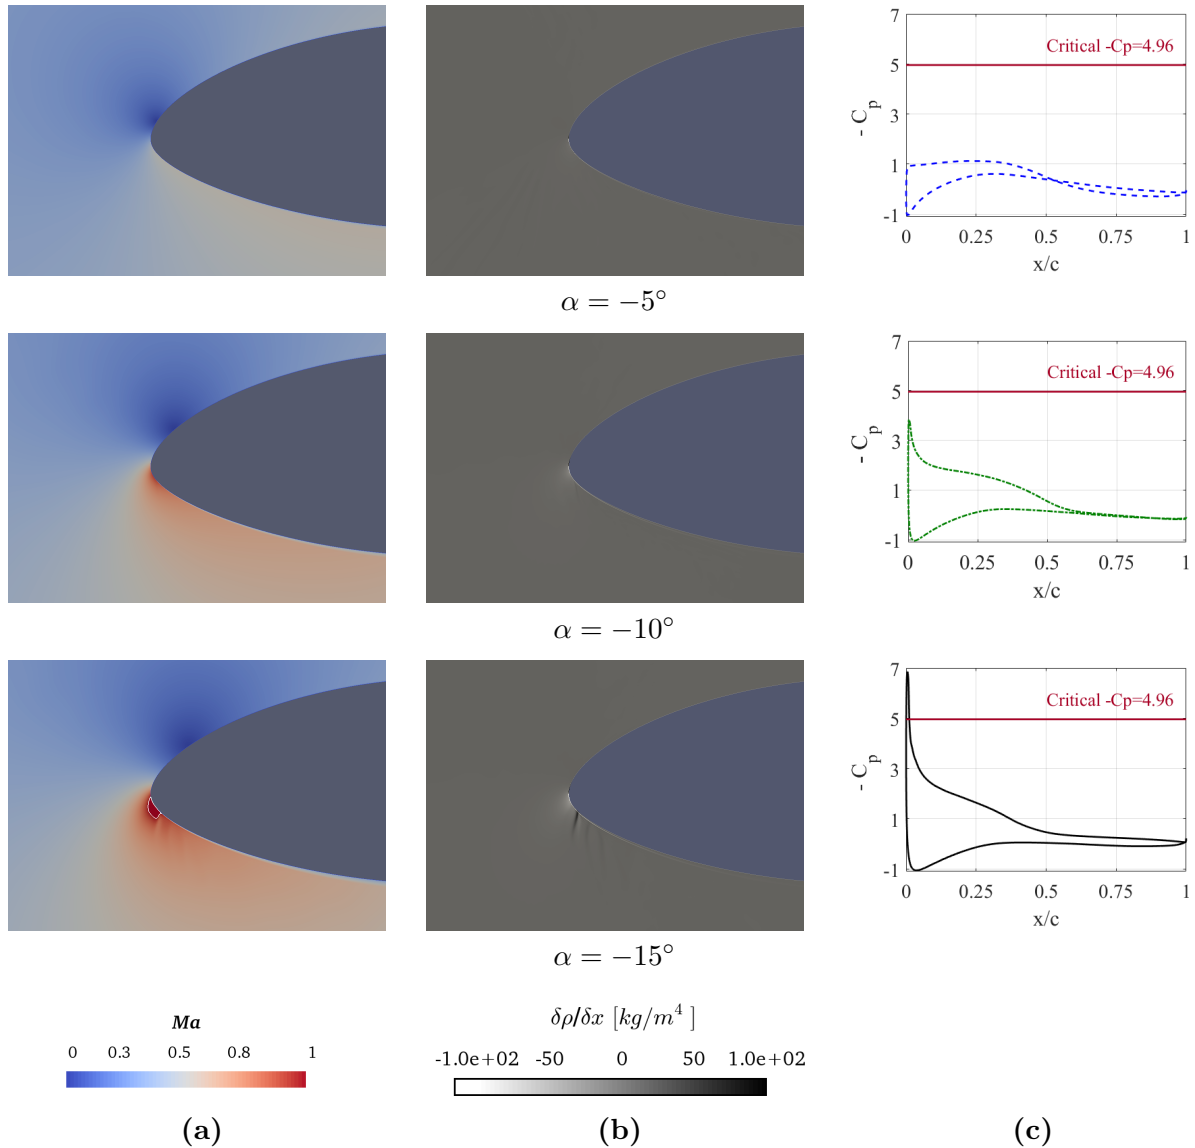 7
Critical -Cp=4.96
5
3
1
-1
- C_p
0 0.25 0.5 0.75 1
x/c
α = −5°
7
Critical -Cp=4.96
5
3
1
-1
- C_p
0 0.25 0.5 0.75 1
x/c
α = −10°
7
Critical -Cp=4.96
5
3
1
-1
- C_p
0 0.25 0.5 0.75 1
x/c
α = −15°
Ma
0 0.3 0.5 0.8 1
δρ/δx [kg/m⁴ ]
-1.0e+02 -50 0 50 1.0e+02
(a) (b) (c)